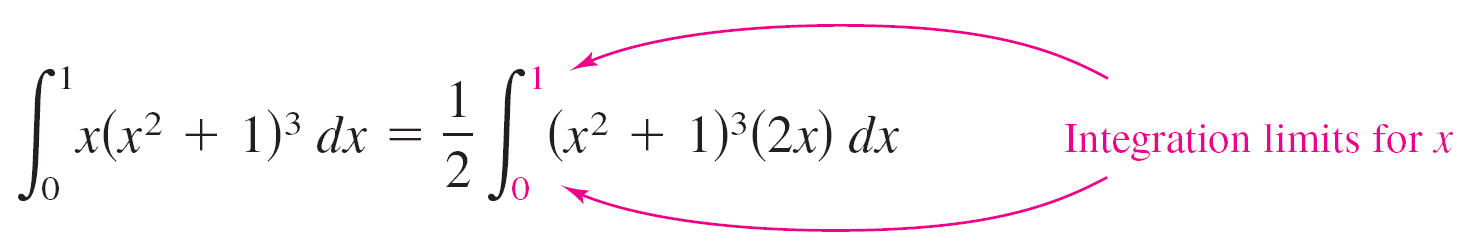 ∫₀¹ x(x² + 1)³ dx = 1/2 ∫₀¹ (x² + 1)³(2x) dx Integration limits for x